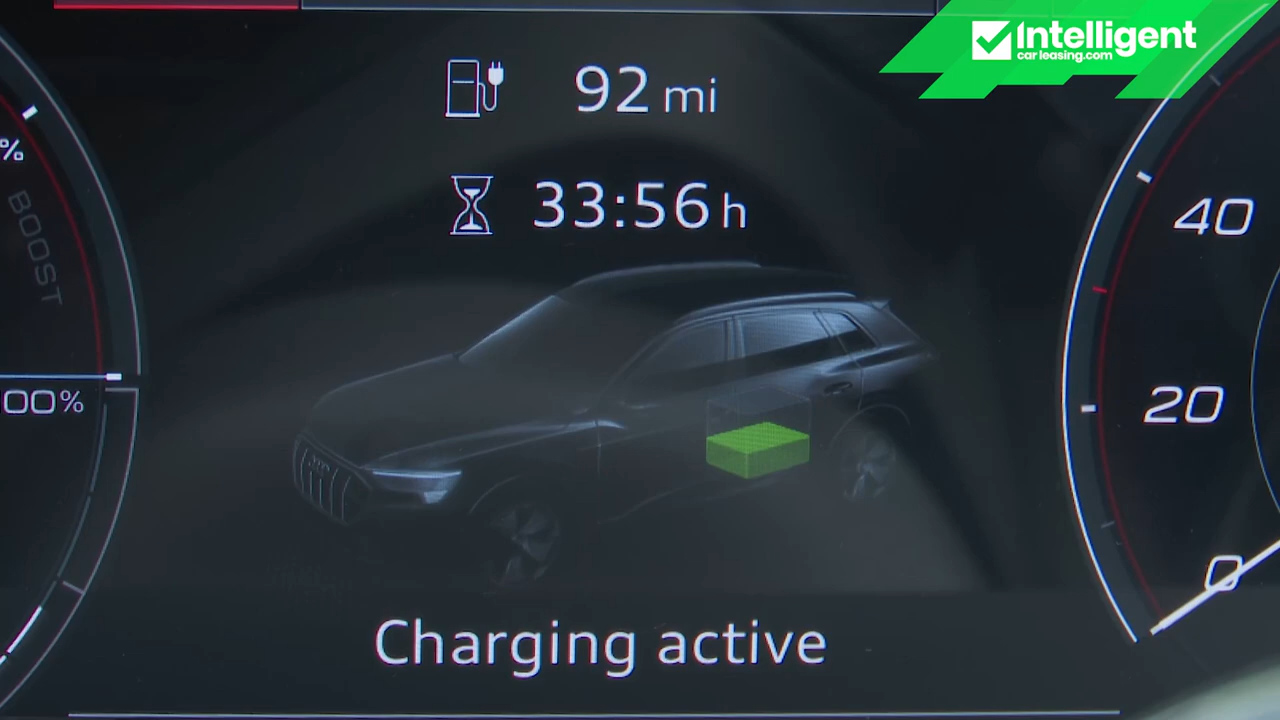 Intelligent
carleasing.com
92 mi
33:56 h
%
BOOST
00%
40
20
0
Charging active